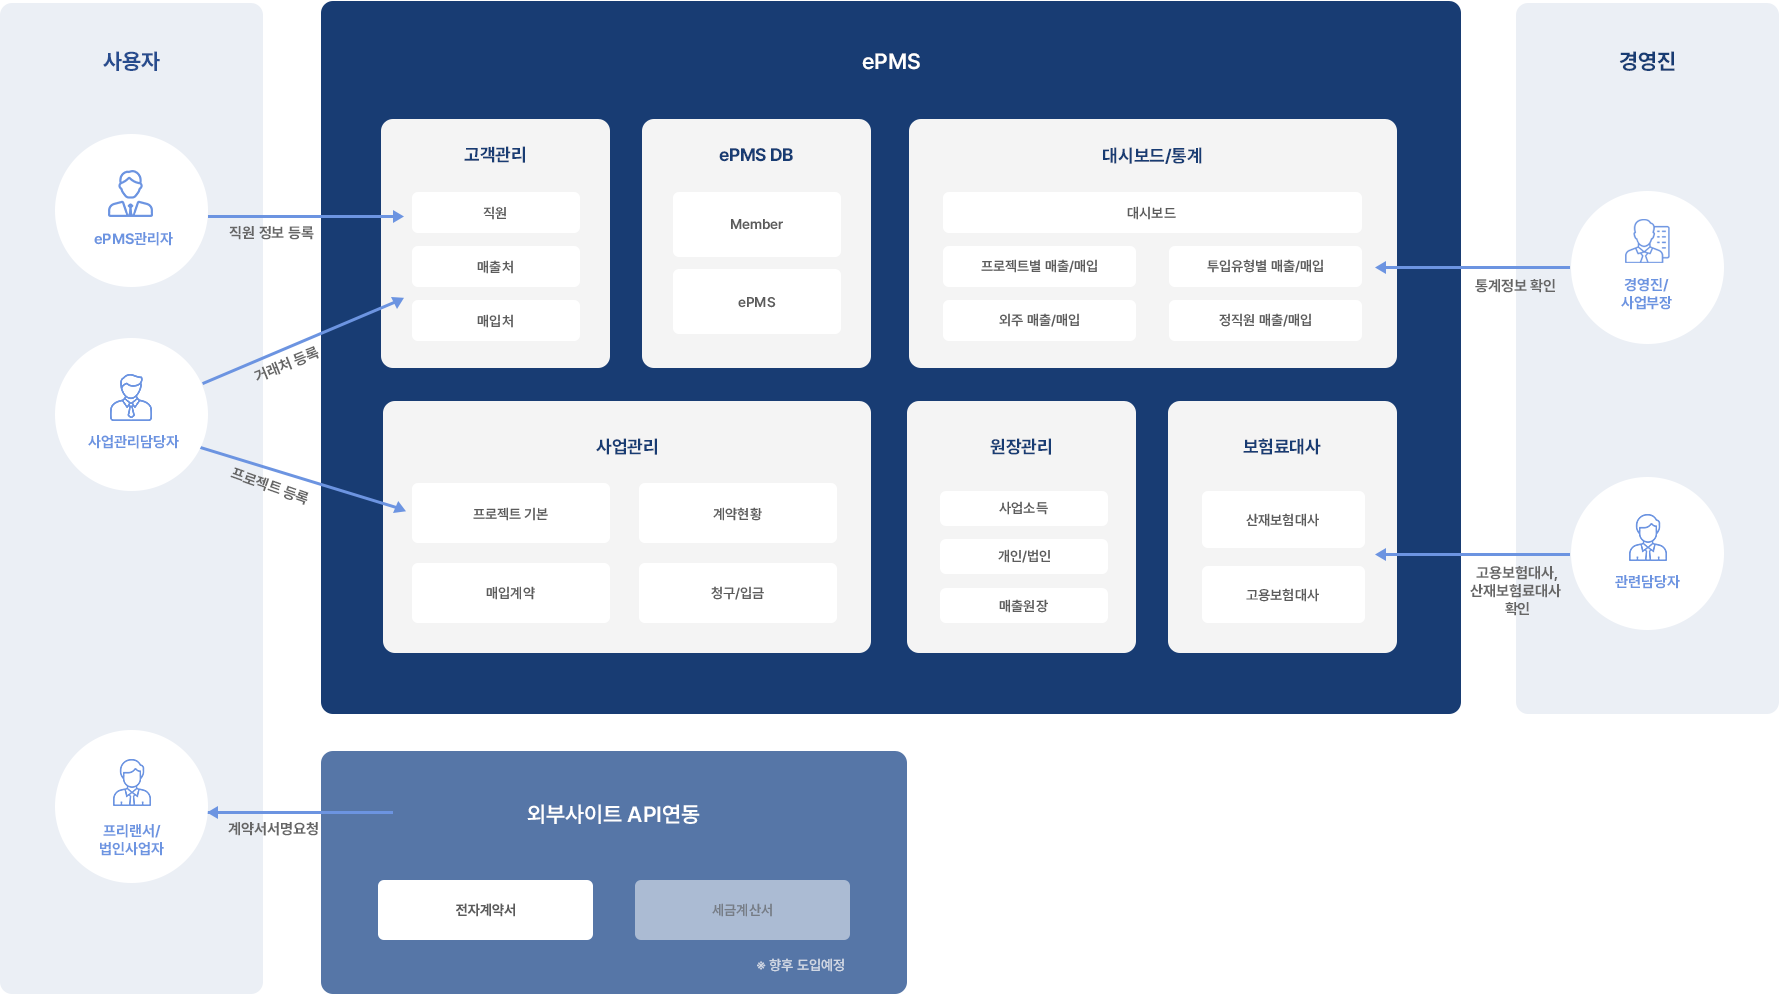 사용자
ePMS관리자
직원 정보 등록
사업관리담당자
거래처 등록
프로젝트 등록
프리랜서/
법인사업자
계약서서명요청
ePMS
고객관리
직원
매출처
매입처
ePMS DB
Member
ePMS
대시보드/통계
대시보드
프로젝트별 매출/매입
투입유형별 매출/매입
외주 매출/매입
정직원 매출/매입
사업관리
프로젝트 기본
계약현황
매입계약
청구/입금
원장관리
사업소득
개인/법인
매출원장
보험료대사
산재보험대사
고용보험대사
외부사이트 API연동
전자계약서
세금계산서
※ 향후 도입예정
경영진
경영진/
사업부장
통계정보 확인
관련담당자
고용보험대사,
산재보험료대사
확인